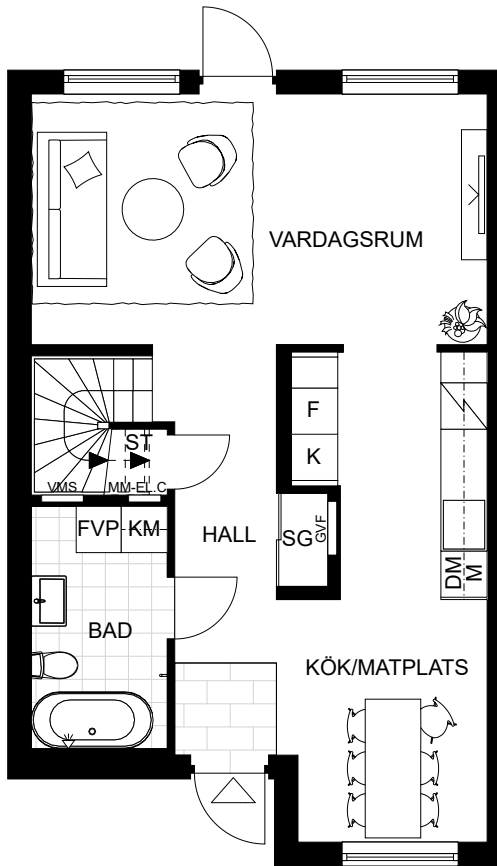 VARDAGSRUM
F
K
ST
VMS
MM-EL.C
FVP
KM
HALL
SG
GVF
DM
M
BAD
KÖK/MATPLATS